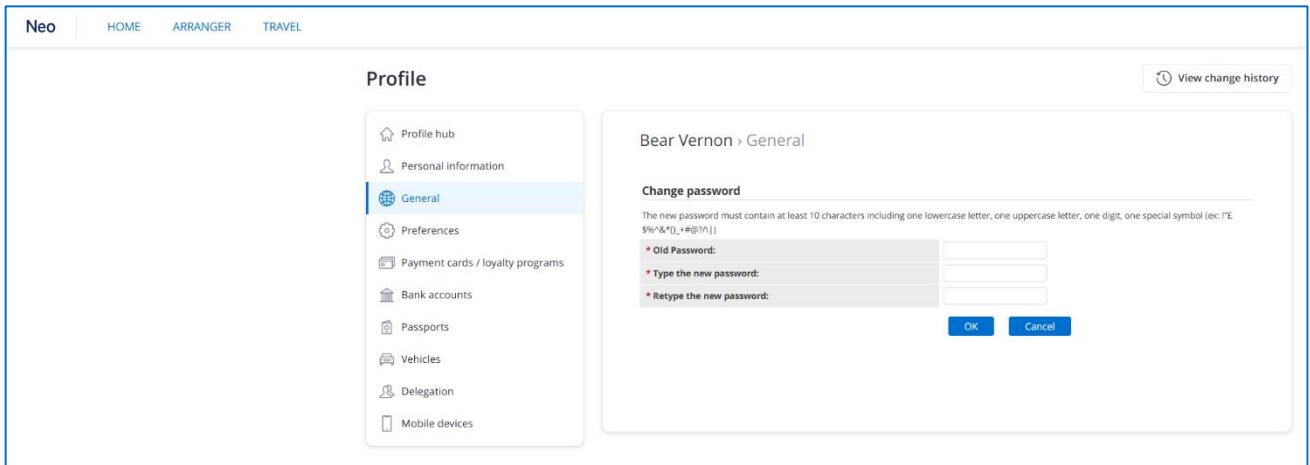 Neo HOME ARRANGER TRAVEL
Profile
View change history
Profile hub
Personal information
General
Preferences
Payment cards / loyalty programs
Bank accounts
Passports
Vehicles
Delegation
Mobile devices
Bear Vernon › General
Change password
The new password must contain at least 10 characters including one lowercase letter, one uppercase letter, one digit, one special symbol (ex: !"£
$%^&*()_+#@?/\|)
* Old Password:
* Type the new password:
* Retype the new password:
OK Cancel